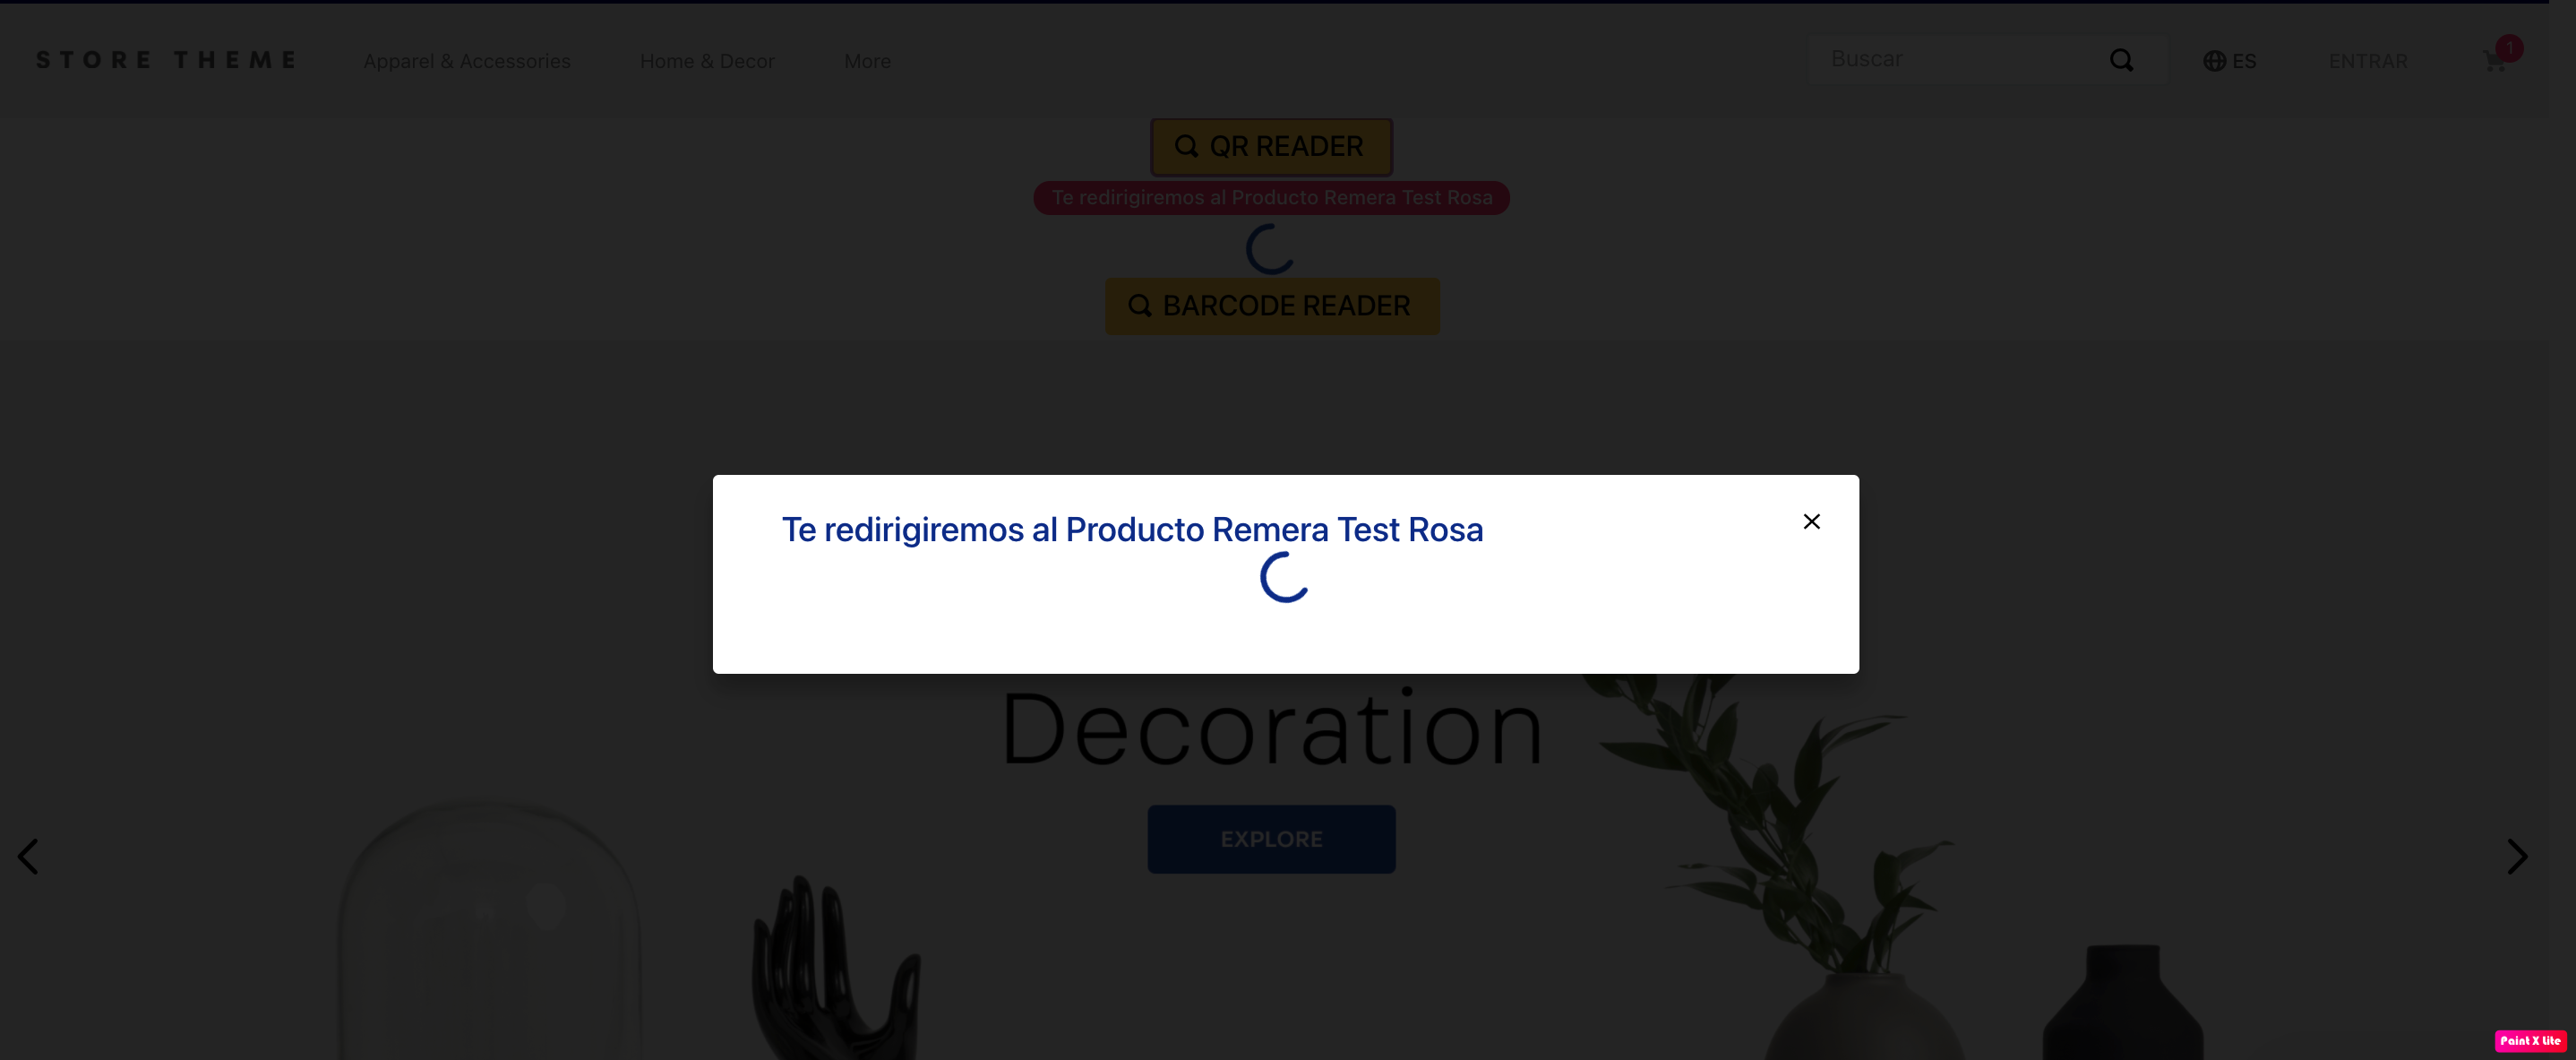 STORE THEME
Apparel & Accessories
Home & Decor
More
Buscar
ES
ENTRAR
1
QR READER
Te redirigiremos al Producto Remera Test Rosa
BARCODE READER
Te redirigiremos al Producto Remera Test Rosa
Decoration
EXPLORE
Paint X lite